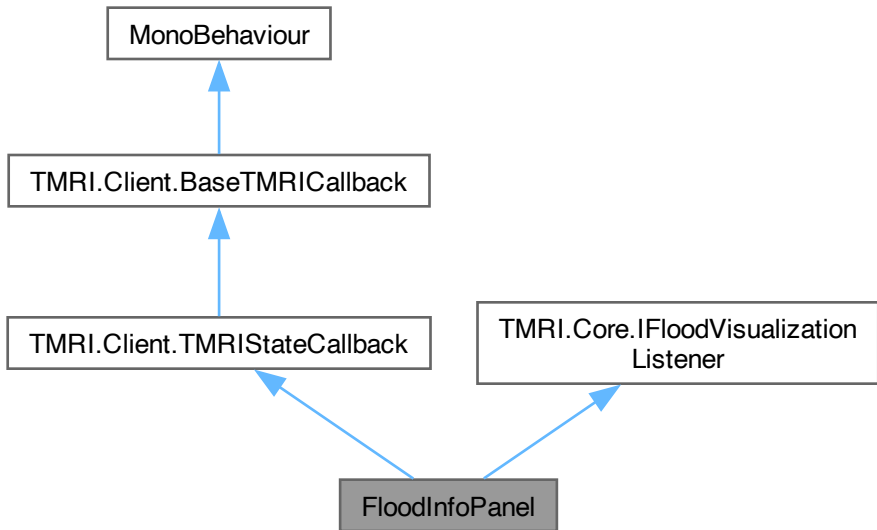 MonoBehaviour
TMRI.Client.BaseTMRICallback
TMRI.Client.TMRIStateCallback
TMRI.Core.IFloodVisualization
Listener
FloodInfoPanel